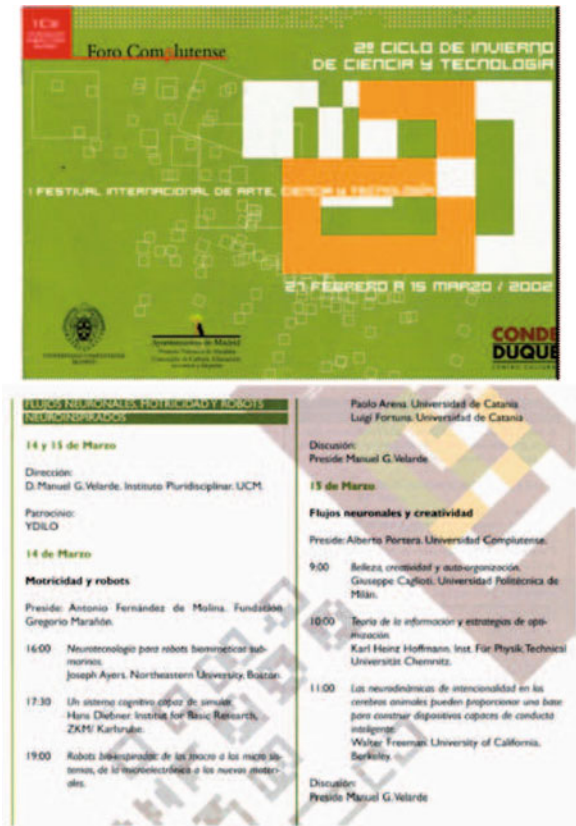 Foro Complutense
2º CICLO DE INVIERNO
DE CIENCIA Y TECNOLOGIA
I FESTIVAL INTERNACIONAL DE ARTE, CIENCIA Y TECNOLOGÍA
27 FEBRERO A 15 MARZO / 2002
Ayuntamiento de Madrid
CONDE
DUQUE
FLUJOS NEURONALES, MOTRICIDAD Y ROBOTS
NEUROINSPIRADOS
14 y 15 de Marzo
Dirección:
D. Manuel G. Velarde. Instituto Pluridisciplinar. UCM.
Patrocinio:
YDILO
14 de Marzo
Motricidad y robots
Preside: Antonio Fernández de Molina. Fundación
Gregorio Marañón.
16:00 Neurotecnología para robots biomiméticos sub-
marinos.
Joseph Ayers. Northeastern University, Boston.
17:30 Un sistema cognitivo capaz de simular.
Hans Diebner. Institut for Basic Research,
ZKM/ Karlsruhe.
19:00 Robots bio-inspirados: de los macro a los micro sis-
temas, de la microelectrónica a los nuevos materi-
ales.
Paolo Arena. Universidad de Catania
Luigi Fortuna. Universidad de Catania
Discusión:
Preside Manuel G. Velarde.
15 de Marzo
Flujos neuronales y creatividad
Preside: Alberto Portera. Universidad Complutense.
9:00 Belleza, creatividad y auto-organización.
Giuseppe Caglioti. Universidad Politécnica de
Milán.
10:00 Teoría de la información y estrategias de opti-
mización.
Karl Heinz Hoffmann. Inst. Für Physik, Technical
Universität Chemnitz.
11:00 Las neurodinámicas de intencionalidad en los
cerebros animales pueden proporcionar una base
para construir dispositivos capaces de conducta
inteligente.
Walter Freeman. University of California,
Berkeley.
Discusión:
Preside Manuel G. Velarde